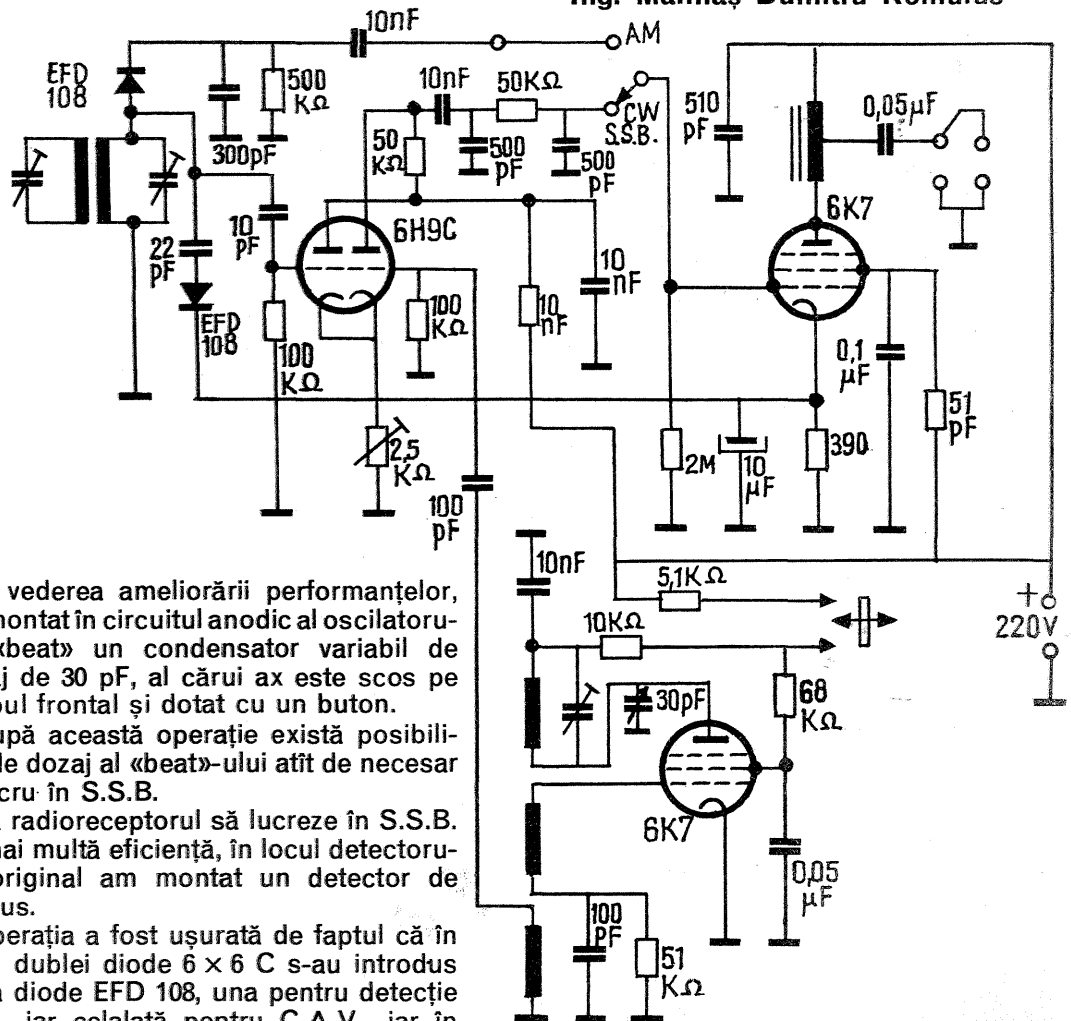 Ing. Mărinaș Dumitru Romulus
10nF
AM
EFD
108
500
KΩ
300pF
10nF
50KΩ
CW
S.S.B.
50
KΩ
500
pF
500
pF
510
pF
0,05µF
6K7
10
pF
22
pF
6H9C
EFD
108
100
KΩ
100
KΩ
10
nF
10
nF
2,5
KΩ
100
pF
0,1
µF
51
pF
2M
10
µF
390
10nF
5,1KΩ
10KΩ
+
220V
30pF
68
KΩ
6K7
0,05
µF
100
PF
51
KΩ
vederea ameliorării performanțelor,
montat în circuitul anodic al oscilatoru-
«beat» un condensator variabil de
j de 30 pF, al cărui ax este scos pe
oul frontal și dotat cu un buton.
upă această operație există posibili-
de dozaj al «beat»-ului atît de necesar
cru în S.S.B.
radioreceptorul să lucreze în S.S.B.
nai multă eficiență, în locul detectoru-
original am montat un detector de
us.
perația a fost ușurată de faptul că în
dublei diode 6 × 6 C s-au introdus
diode EFD 108, una pentru detecție
iar cealaltă pentru C.A.V., iar în